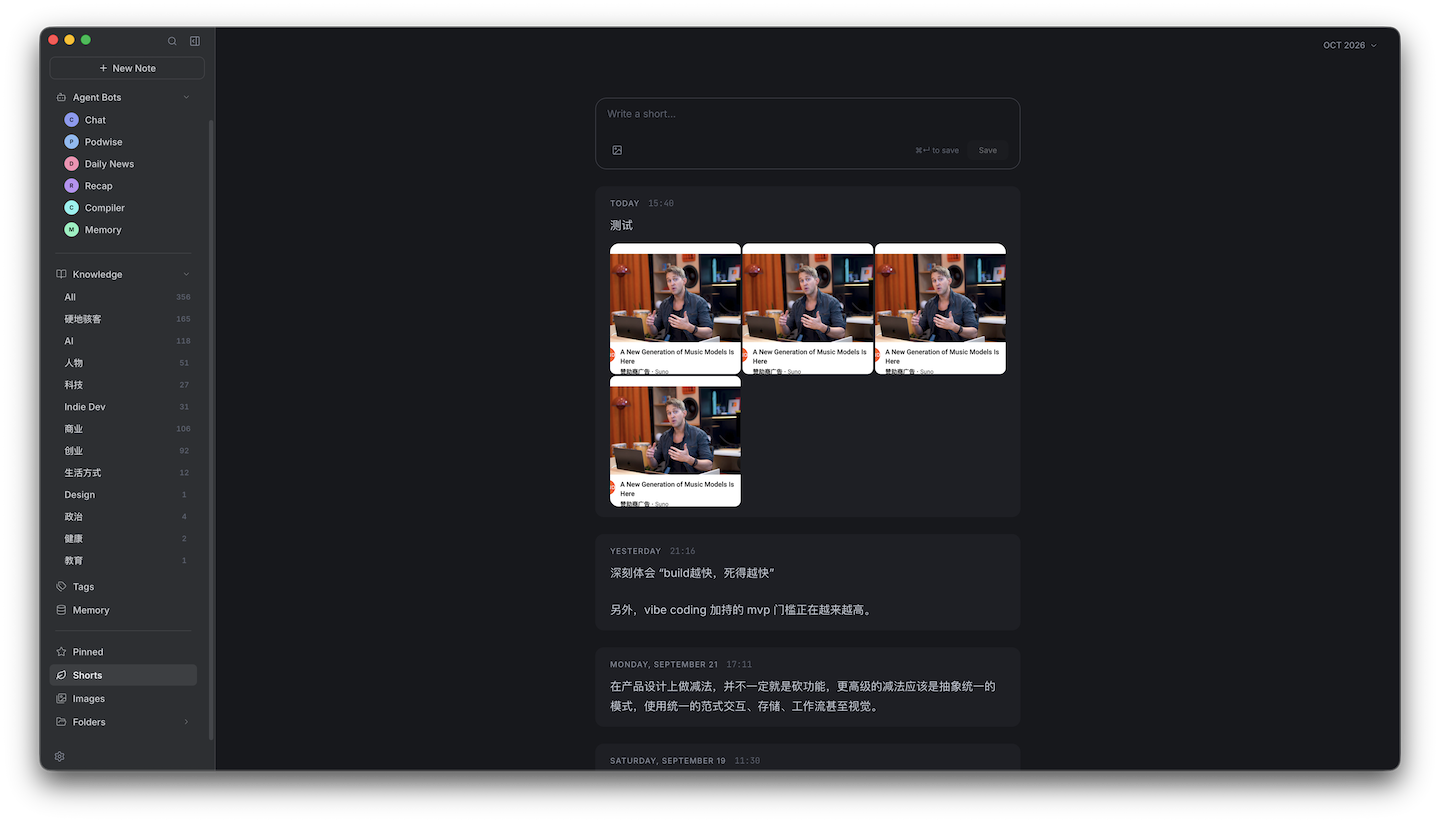 New Note
Agent Bots
C Chat
P Podwise
D Daily News
R Recap
C Compiler
M Memory
Knowledge
All 356
硬地骇客 165
AI 118
人物 51
科技 27
Indie Dev 31
商业 106
创业 92
生活方式 12
Design 1
政治 4
健康 2
教育 1
Tags
Memory
Pinned
Shorts
Images
Folders
OCT 2026
Write a short...
⌘↵ to save Save
TODAY 15:40
测试
A New Generation of Music Models Is
Here
赞助商广告 · Suno
A New Generation of Music Models Is
Here
赞助商广告 · Suno
A New Generation of Music Models Is
Here
赞助商广告 · Suno
A New Generation of Music Models Is
Here
赞助商广告 · Suno
YESTERDAY 21:16
深刻体会 “build越快，死得越快”
另外，vibe coding 加持的 mvp 门槛正在越来越高。
MONDAY, SEPTEMBER 21 17:11
在产品设计上做减法，并不一定就是砍功能，更高级的减法应该是抽象统一的
模式，使用统一的范式交互、存储、工作流甚至视觉。
SATURDAY, SEPTEMBER 19 11:30